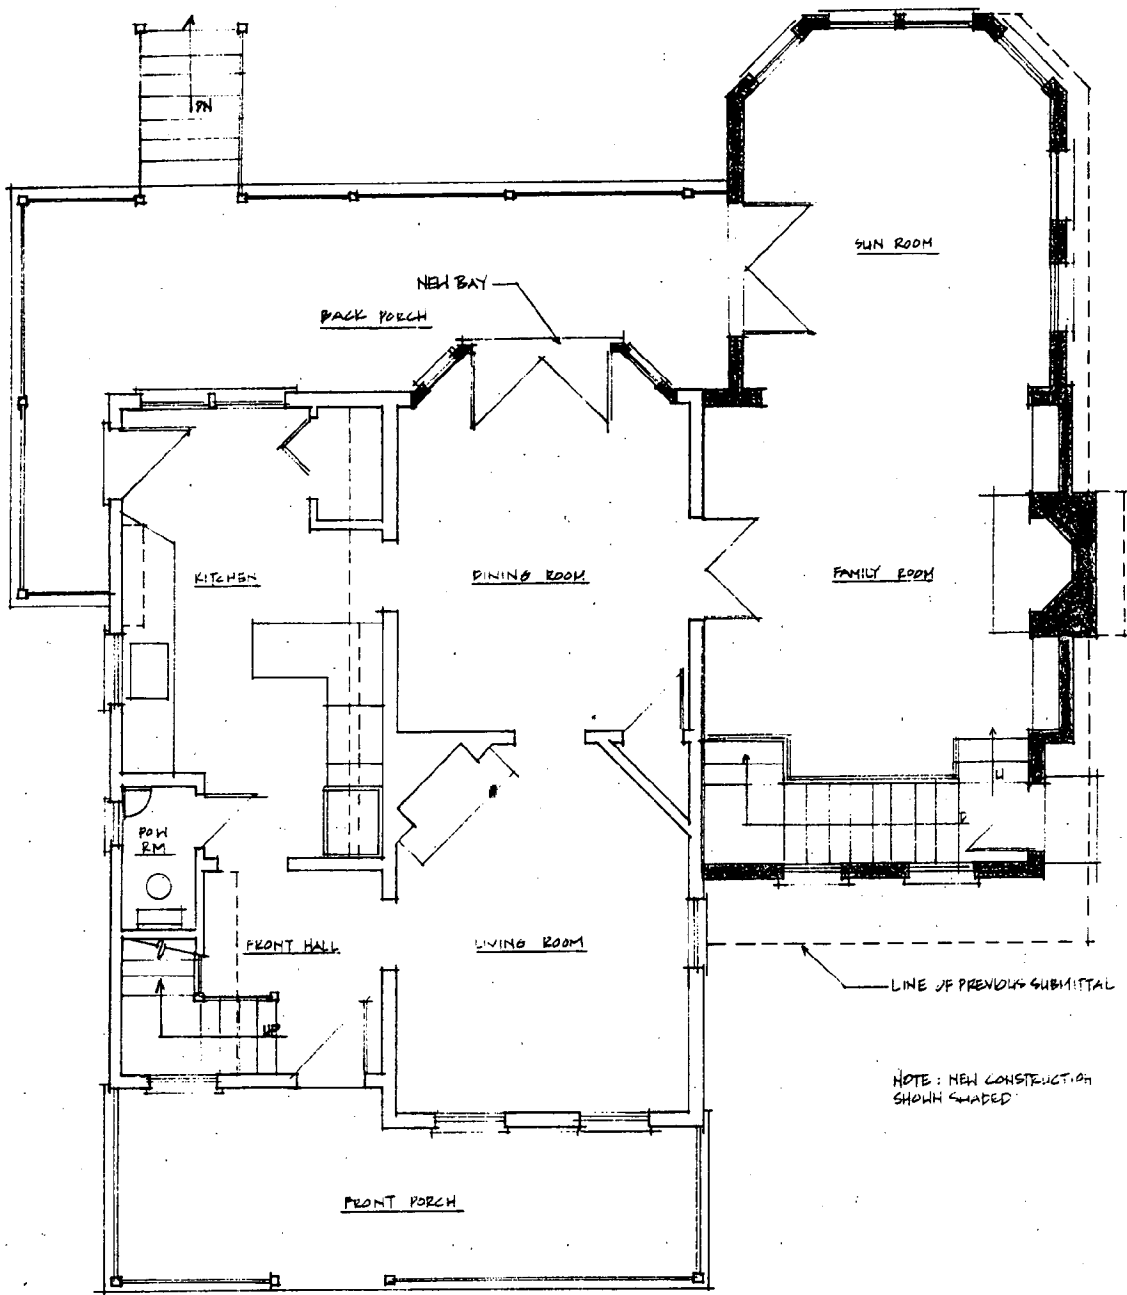 DN
SUN ROOM
NEW BAY
BACK PORCH
KITCHEN
DINING ROOM
FAMILY ROOM
U
D
POW
RM
FRONT HALL
LIVING ROOM
LINE OF PREVIOUS SUBMITTAL
UP
NOTE: NEW CONSTRUCTION
SHOWN SHADED
FRONT PORCH